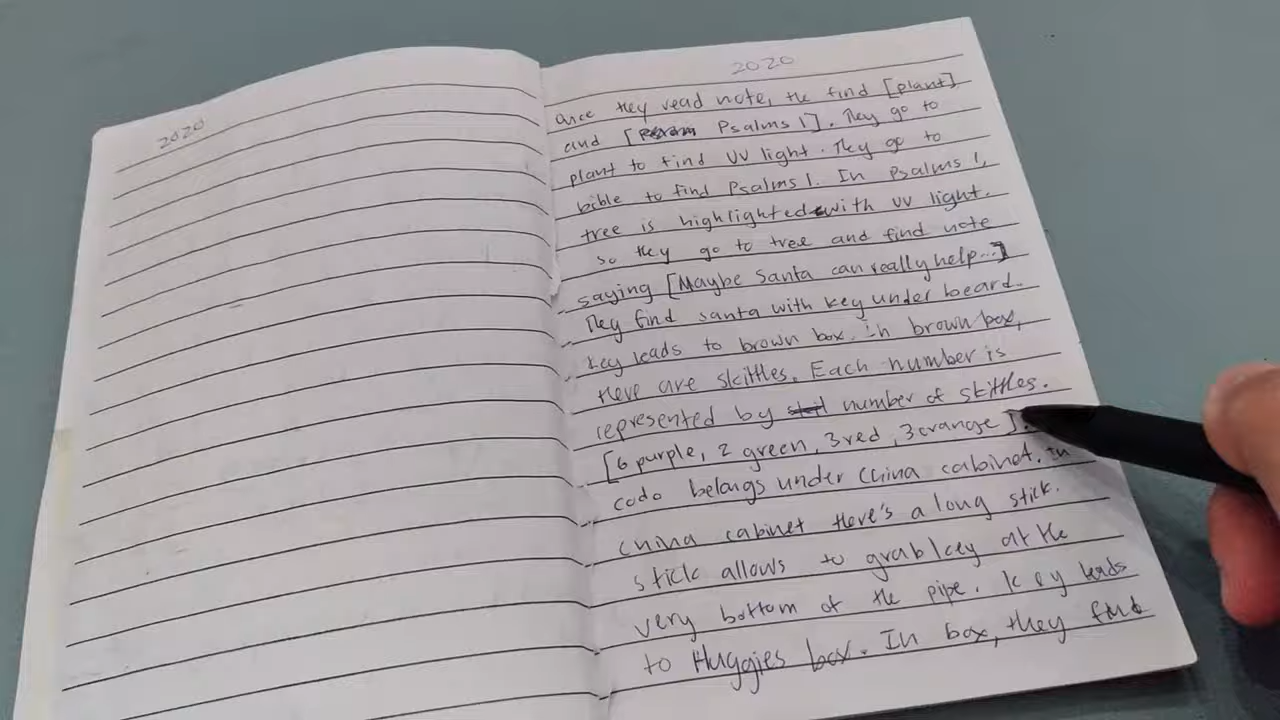 2020
2020
Once they read note, the find [plant]
and [Psalms 1]. They go to
plant to find UV light. They go to
bible to find Psalms 1. In Psalms 1,
tree is highlighted with UV light.
so they go to tree and find note
saying [Maybe Santa can really help...]
They find santa with key under beard.
key leads to brown box. in brown box,
there are skittles. Each number is
represented by number of skittles.
[6 purple, 2 green, 3 red, 3 orange].
code belongs under China cabinet. in
China cabinet there's a long stick.
stick allows to grab key at the
very bottom of the pipe. Key leads
to Huggies box. In box, they find